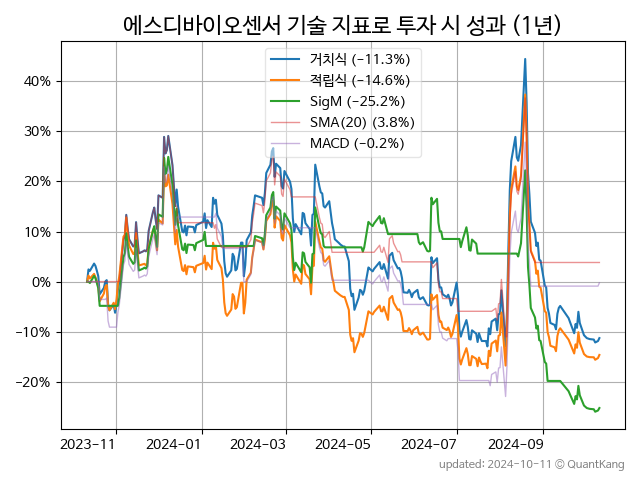 에스디바이오센서 기술 지표로 투자 시 성과 (1년)
거치식 (-11.3%)
적립식 (-14.6%)
SigM (-25.2%)
SMA(20) (3.8%)
MACD (-0.2%)
40%
30%
20%
10%
0%
-10%
-20%
2023-11
2024-01
2024-03
2024-05
2024-07
2024-09
updated: 2024-10-11 © QuantKang